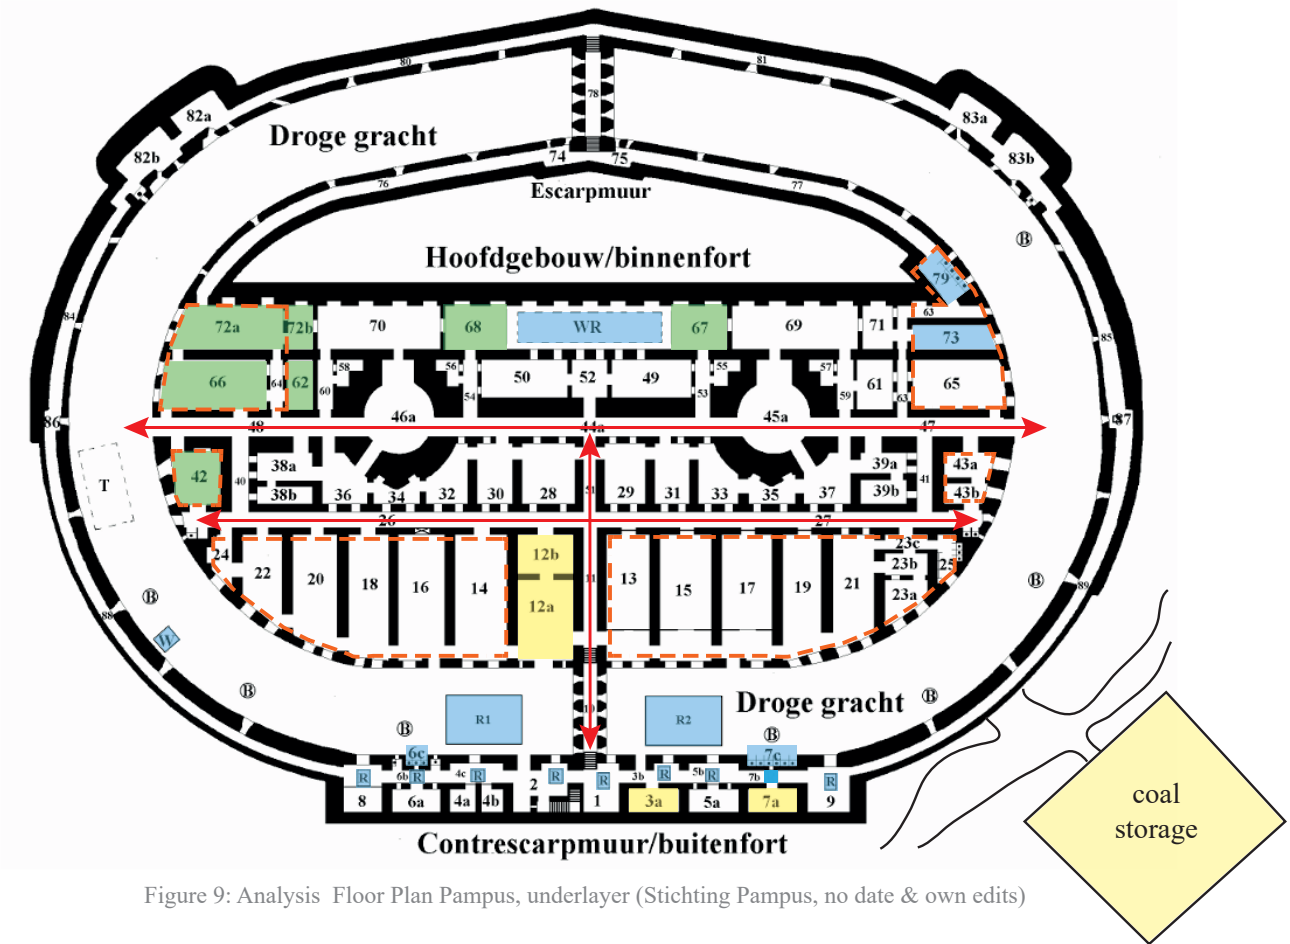 80
81
78
82a
82b
83a
83b
Droge gracht
74
75
76
77
Escarpmuur
B
Hoofdgebouw/binnenfort
79
84
85
63
72a
72b
70
68
WR
67
69
71
73
66
64
62
58
60
56
54
50
52
49
55
53
57
59
61
63
65
46a
45a
86
48
44a
47
87
T
42
40
38a
38b
36
34
32
30
28
51
29
31
33
35
37
39a
39b
41
43a
43b
26
27
24
22
20
18
16
14
12b
12a
11
13
15
17
19
21
23c
23b
23a
25
B
B
88
89
W
B
B
R1
10
R2
Droge gracht
B
B
6c
7c
R
6b
R
4c
R
2
R
R
3b
R
5b
R
7b
R
8
6a
4a
4b
1
3a
5a
7a
9
Contrescarpmuur/buitenfort
coal
storage
Figure 9: Analysis Floor Plan Pampus, underlayer (Stichting Pampus, no date & own edits)